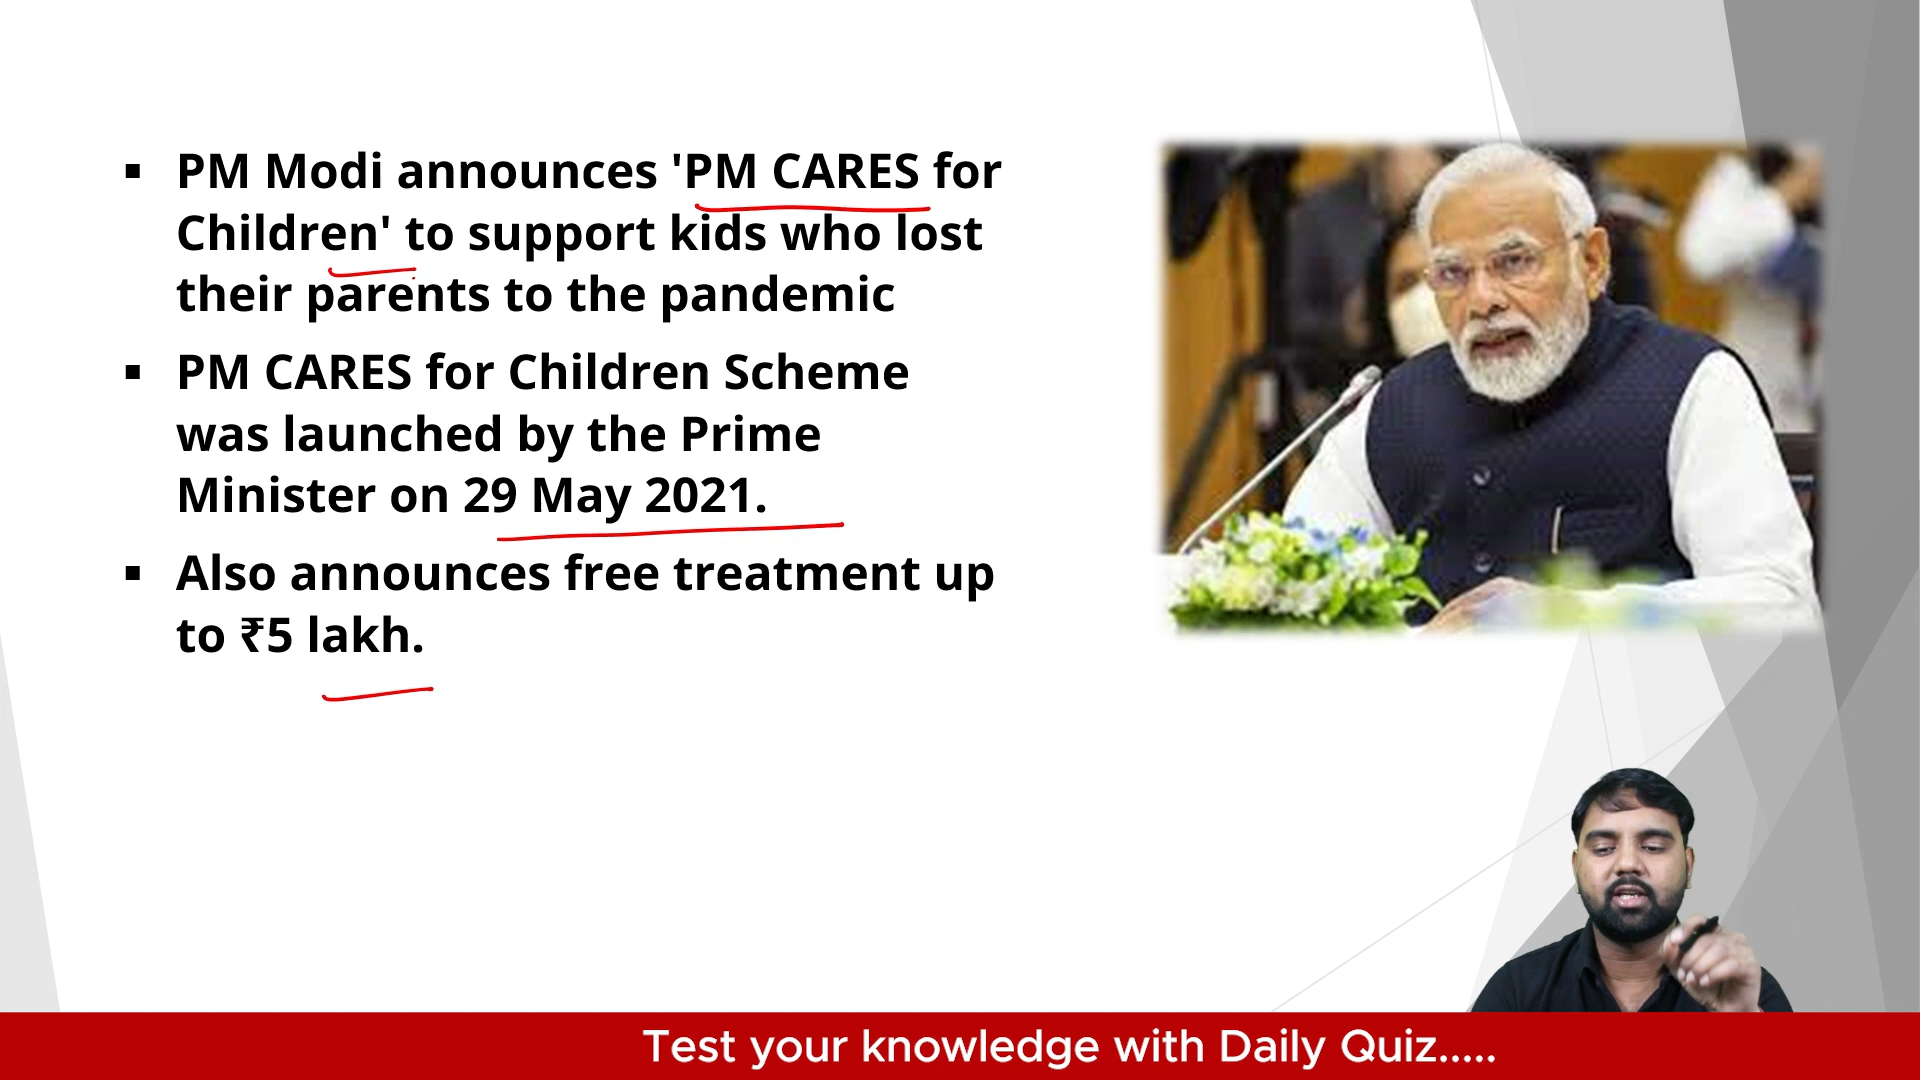 ▪ PM Modi announces 'PM CARES for
Children' to support kids who lost
their parents to the pandemic
▪ PM CARES for Children Scheme
was launched by the Prime
Minister on 29 May 2021.
▪ Also announces free treatment up
to ₹5 lakh.
Test your knowledge with Daily Quiz.....